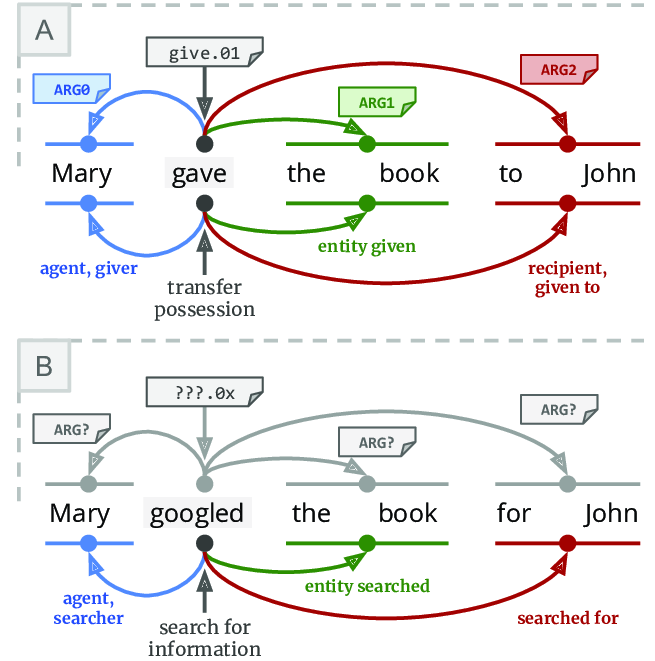 A
give.01
ARG0
ARG1
ARG2
Mary gave the book to John
agent, giver
transfer
possession
entity given
recipient,
given to
B
???.0x
ARG?
ARG?
ARG?
Mary googled the book for John
agent,
searcher
search for
information
entity searched
searched for